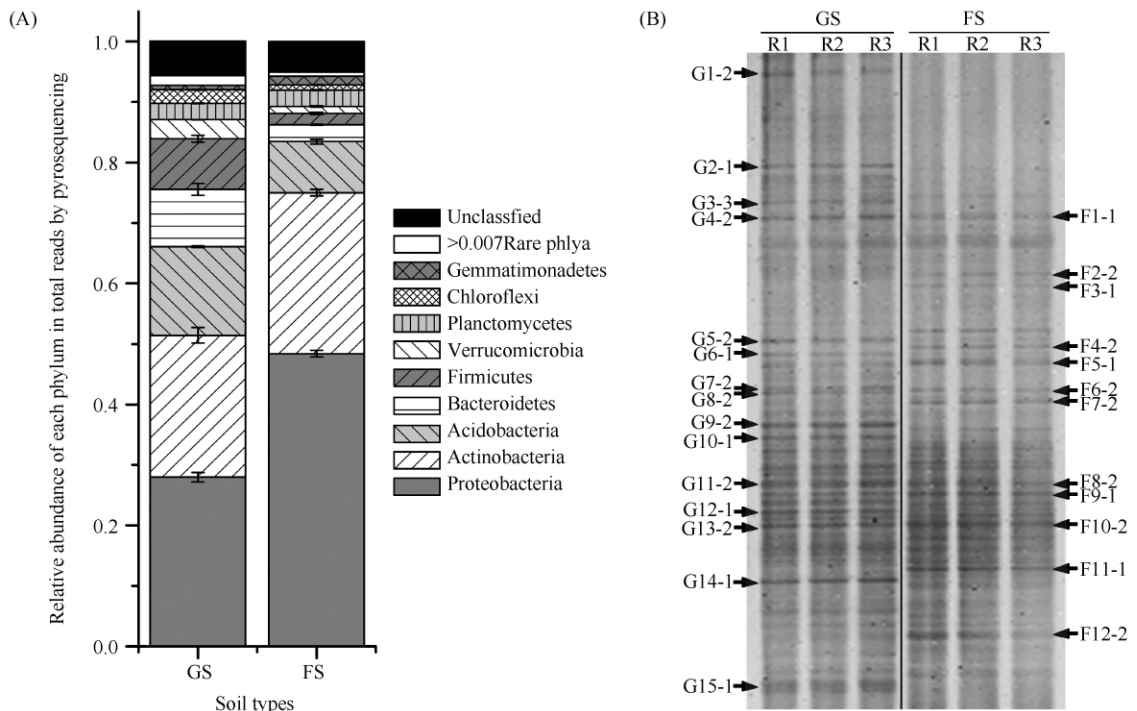 (A)
Relative abundance of each phylum in total reads by pyrosequencing
1.0
0.8
0.6
0.4
0.2
0.0
GS
FS
Soil types
Unclassfied
>0.007Rare phlya
Gemmatimonadetes
Chloroflexi
Planctomycetes
Verrucomicrobia
Firmicutes
Bacteroidetes
Acidobacteria
Actinobacteria
Proteobacteria
(B)
GS FS
R1 R2 R3 R1 R2 R3
G1-2
G2-1
G3-3
G4-2
G5-2
G6-1
G7-2
G8-2
G9-2
G10-1
G11-2
G12-1
G13-2
G14-1
G15-1
F1-1
F2-2
F3-1
F4-2
F5-1
F6-2
F7-2
F8-2
F9-1
F10-2
F11-1
F12-2